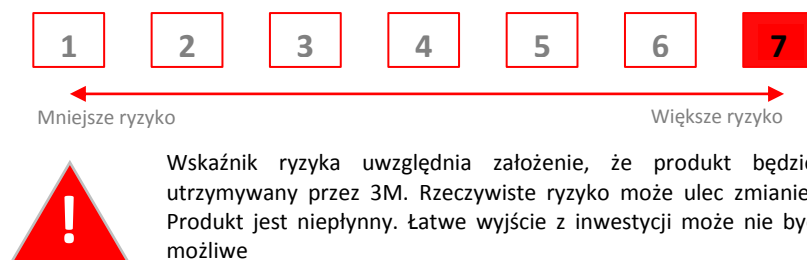 1 2 3 4 5 6 7
Mniejsze ryzyko Większe ryzyko
Wskaźnik ryzyka uwzględnia założenie, że produkt będzi
utrzymywany przez 3M. Rzeczywiste ryzyko może ulec zmianie
Produkt jest niepłynny. Łatwe wyjście z inwestycji może nie by
możliwe
!